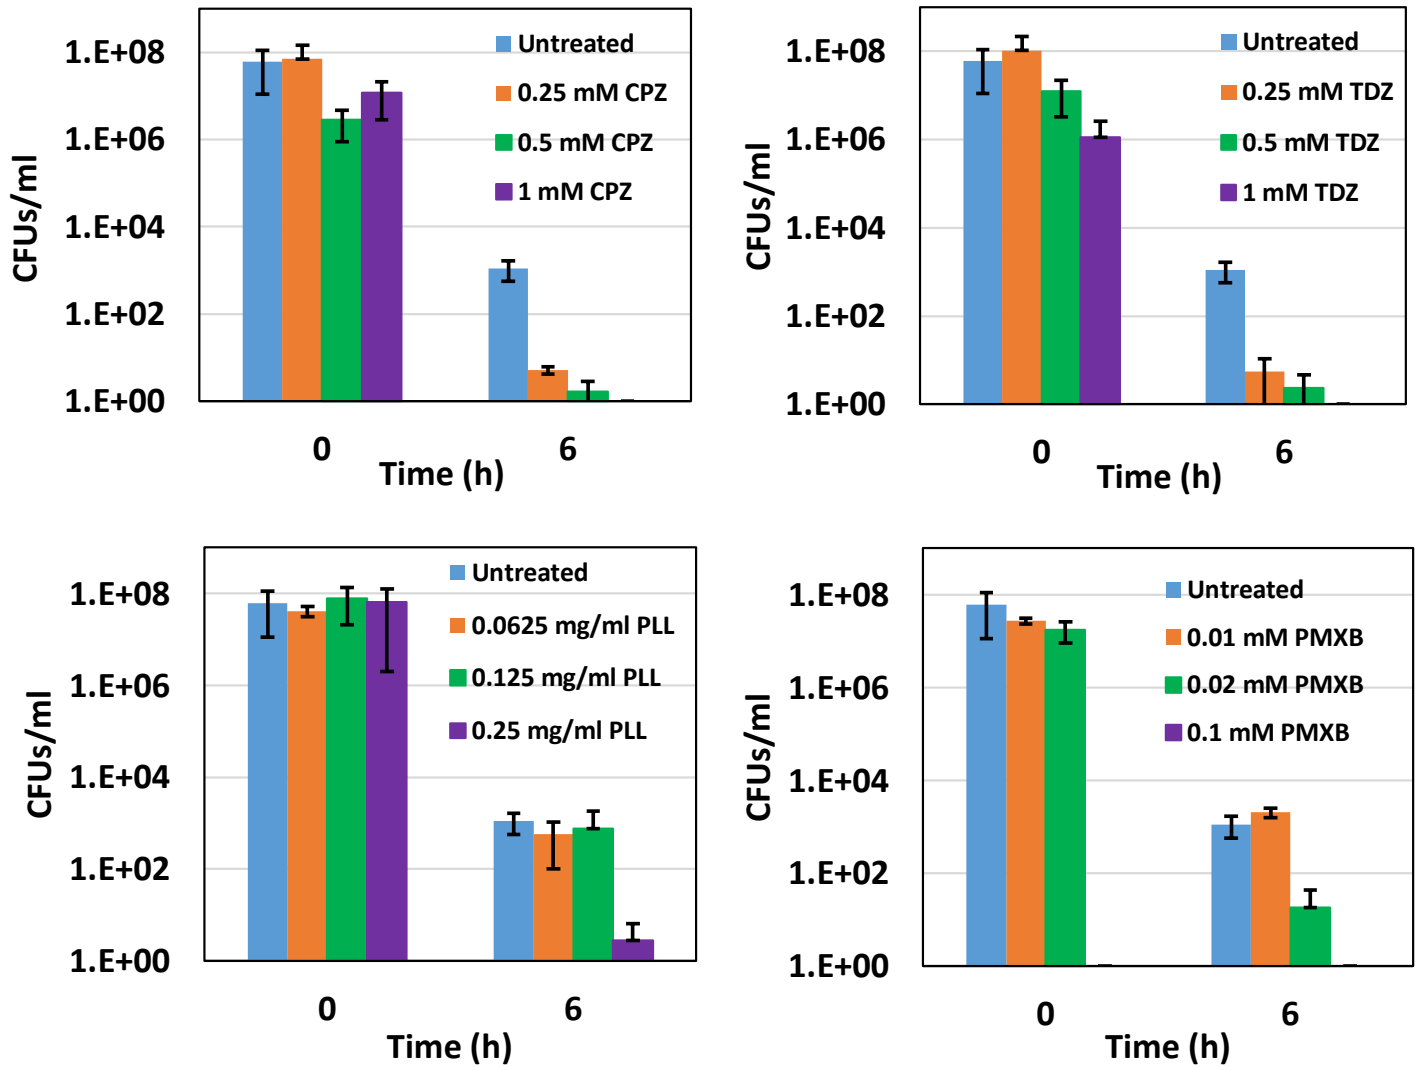 CFUs/ml
1.E+08
1.E+06
1.E+04
1.E+02
1.E+00
Untreated
0.25 mM CPZ
0.5 mM CPZ
1 mM CPZ
0
6
Time (h)
CFUs/ml
1.E+08
1.E+06
1.E+04
1.E+02
1.E+00
Untreated
0.25 mM TDZ
0.5 mM TDZ
1 mM TDZ
0
6
Time (h)
CFUs/ml
1.E+08
1.E+06
1.E+04
1.E+02
1.E+00
Untreated
0.0625 mg/ml PLL
0.125 mg/ml PLL
0.25 mg/ml PLL
0
6
Time (h)
CFUs/ml
1.E+08
1.E+06
1.E+04
1.E+02
1.E+00
Untreated
0.01 mM PMXB
0.02 mM PMXB
0.1 mM PMXB
0
6
Time (h)